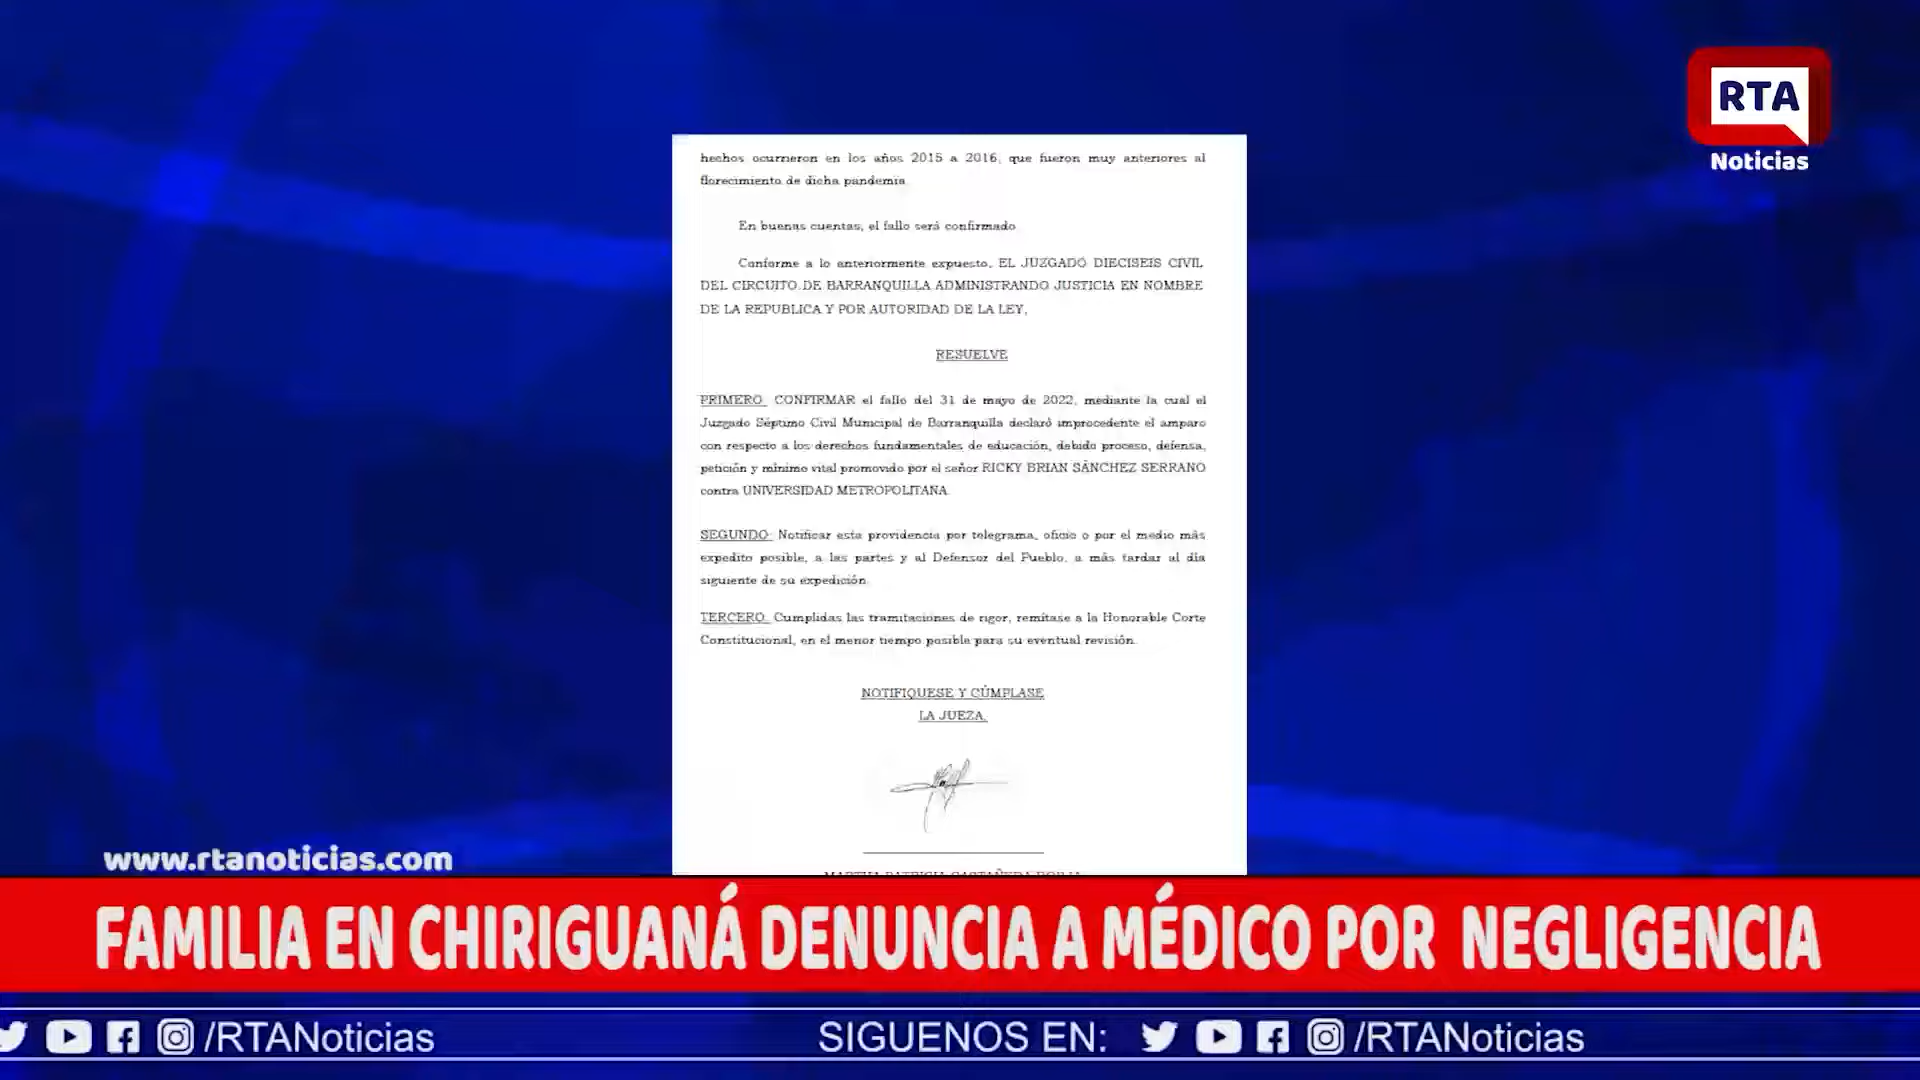 RTA
Noticias
hechos ocurrieron en los años 2015 a 2016, que fueron muy anteriores al
florecimiento de dicha pandemia.
En buenas cuentas, el fallo será confirmado.
Conforme a lo anteriormente expuesto, EL JUZGADO DIECISEIS CIVIL
DEL CIRCUITO DE BARRANQUILLA ADMINISTRANDO JUSTICIA EN NOMBRE
DE LA REPUBLICA Y POR AUTORIDAD DE LA LEY,
RESUELVE
PRIMERO. CONFIRMAR el fallo del 31 de mayo de 2022, mediante la cual el
Juzgado Séptimo Civil Municipal de Barranquilla declaró improcedente el amparo
con respecto a los derechos fundamentales de educación, debido proceso, defensa,
petición y mínimo vital promovido por el señor RICKY BRIAN SÁNCHEZ SERRANO
contra UNIVERSIDAD METROPOLITANA.
SEGUNDO: Notificar esta providencia por telegrama, oficio o por el medio más
expedito posible, a las partes y al Defensor del Pueblo, a más tardar al día
siguiente de su expedición.
TERCERO. Cumplidas las tramitaciones de rigor, remítase a la Honorable Corte
Constitucional, en el menor tiempo posible para su eventual revisión.
NOTIFIQUESE Y CÚMPLASE
LA JUEZA,
MARTHA PATRICIA CASTAÑEDA BORJA
www.rtanoticias.com
FAMILIA EN CHIRIGUANÁ DENUNCIA A MÉDICO POR NEGLIGENCIA
/RTANoticias
SIGUENOS EN: /RTANoticias